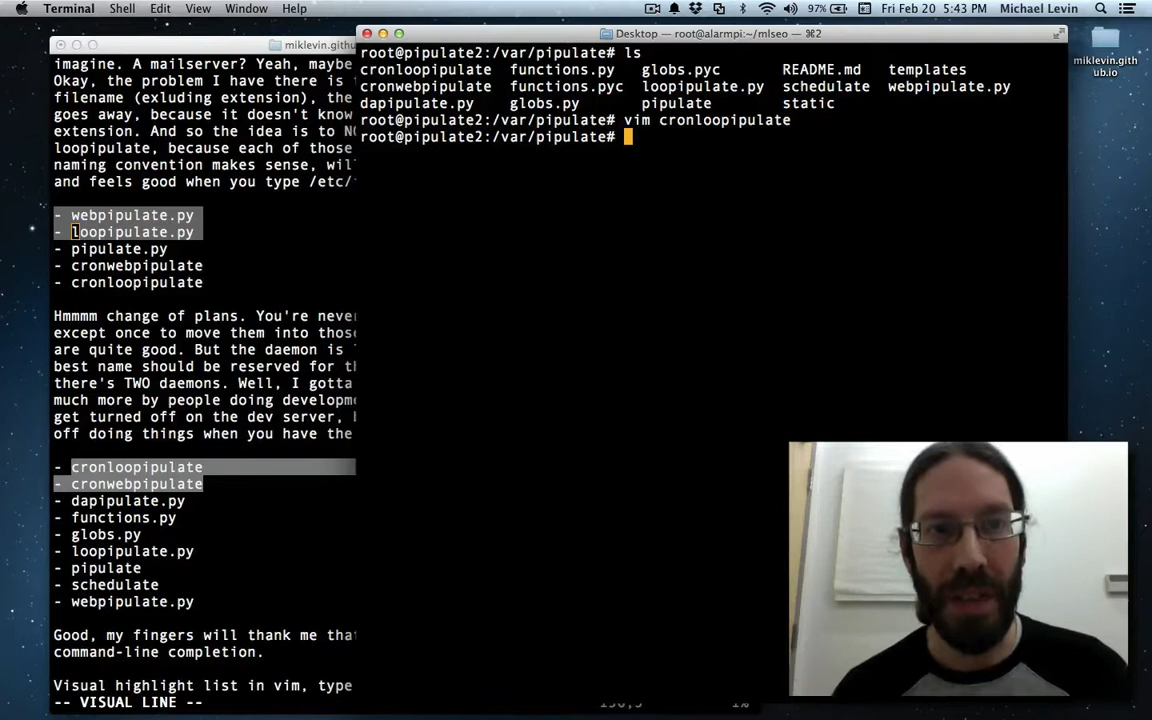 Terminal Shell Edit View Window Help 97% Fri Feb 20 5:43 PM Michael Levin
miklevin.githu
imagine. A mailserver? Yeah, maybe
Okay, the problem I have there is
filename (exluding extension), the
goes away, because it doesn't know
extension. And so the idea is to NO
loopipulate, because each of those
naming convention makes sense, wil
and feels good when you type /etc/
- webpipulate.py
- loopipulate.py
- pipulate.py
- cronwebpipulate
- cronloopipulate
Hmmmm change of plans. You're neve
except once to move them into thos
are quite good. But the daemon is
best name should be reserved for th
there's TWO daemons. Well, I gotta
much more by people doing developme
get turned off on the dev server,
off doing things when you have the
- cronloopipulate
- cronwebpipulate
- dapipulate.py
- functions.py
- globs.py
- loopipulate.py
- pipulate
- schedulate
- webpipulate.py
Good, my fingers will thank me tha
command-line completion.
Visual highlight list in vim, type
-- VISUAL LINE --
Desktop — root@alarmpi: ~/mlseo — ⌘2
root@pipulate2:/var/pipulate# ls
cronloopipulate functions.py globs.pyc README.md templates
cronwebpipulate functions.pyc loopipulate.py schedulate webpipulate.py
dapipulate.py globs.py pipulate static
root@pipulate2:/var/pipulate# vim cronloopipulate
root@pipulate2:/var/pipulate#
miklevin.gith
ub.io